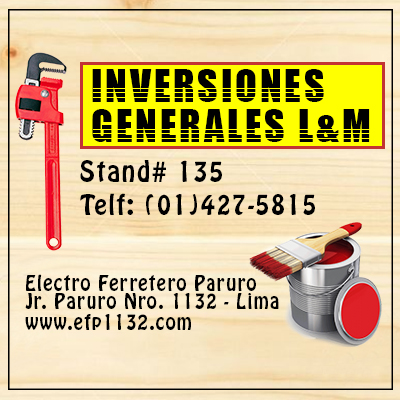 INVERSIONES
GENERALES L&M
Stand# 135
Telf: (01)427-5815
Electro Ferretero Paruro
Jr. Paruro Nro. 1132 - Lima
www.efp1132.com